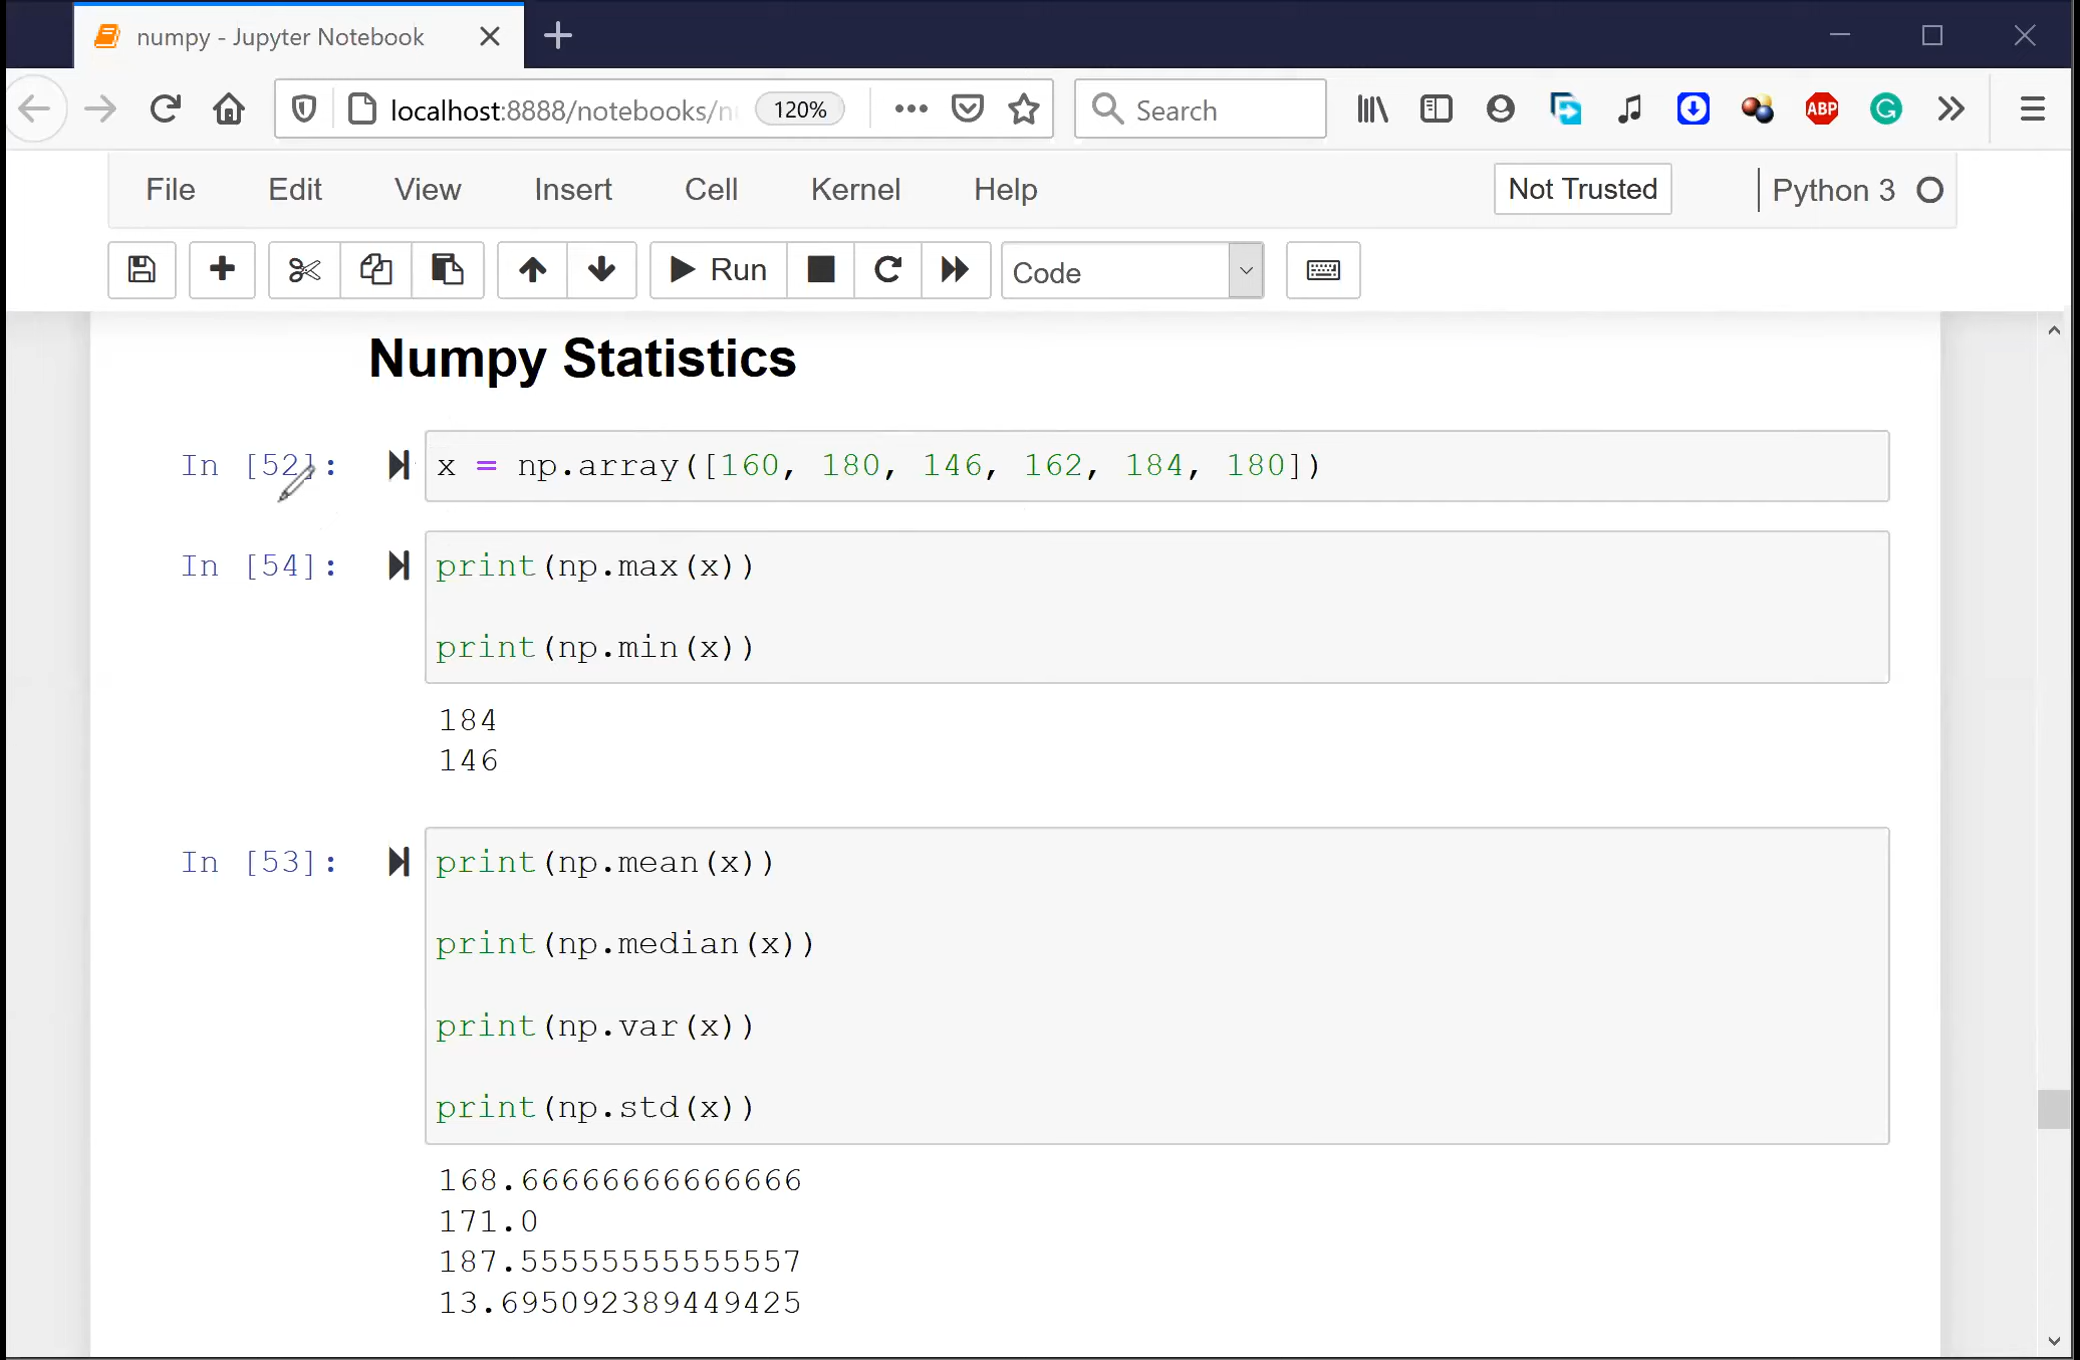 numpy - Jupyter Notebook
localhost:8888/notebooks/n 120% Search ABP
File Edit View Insert Cell Kernel Help Not Trusted Python 3
Run Code
Numpy Statistics
In [52]: x = np.array([160, 180, 146, 162, 184, 180])
In [54]: print(np.max(x))
print(np.min(x))
184
146
In [53]: print(np.mean(x))
print(np.median(x))
print(np.var(x))
print(np.std(x))
168.66666666666666
171.0
187.55555555555557
13.695092389449425